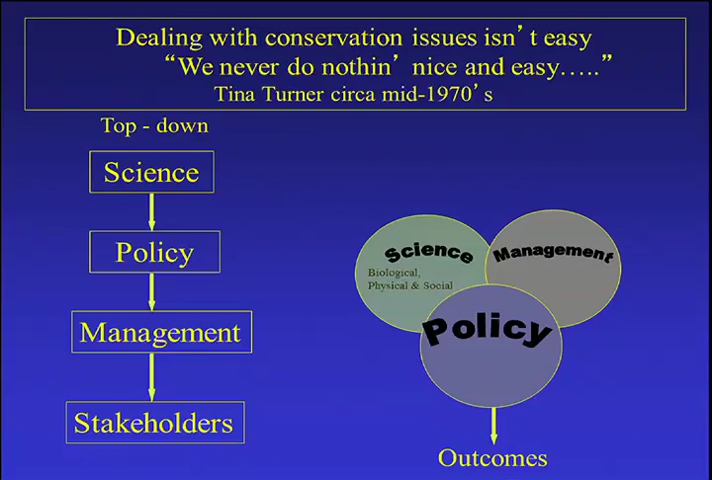 Dealing with conservation issues isn’t easy
“We never do nothin’ nice and easy…..”
Tina Turner circa mid-1970’s
Top - down
Science
Policy
Management
Stakeholders
Science
Biological,
Physical & Social
Management
Policy
Outcomes